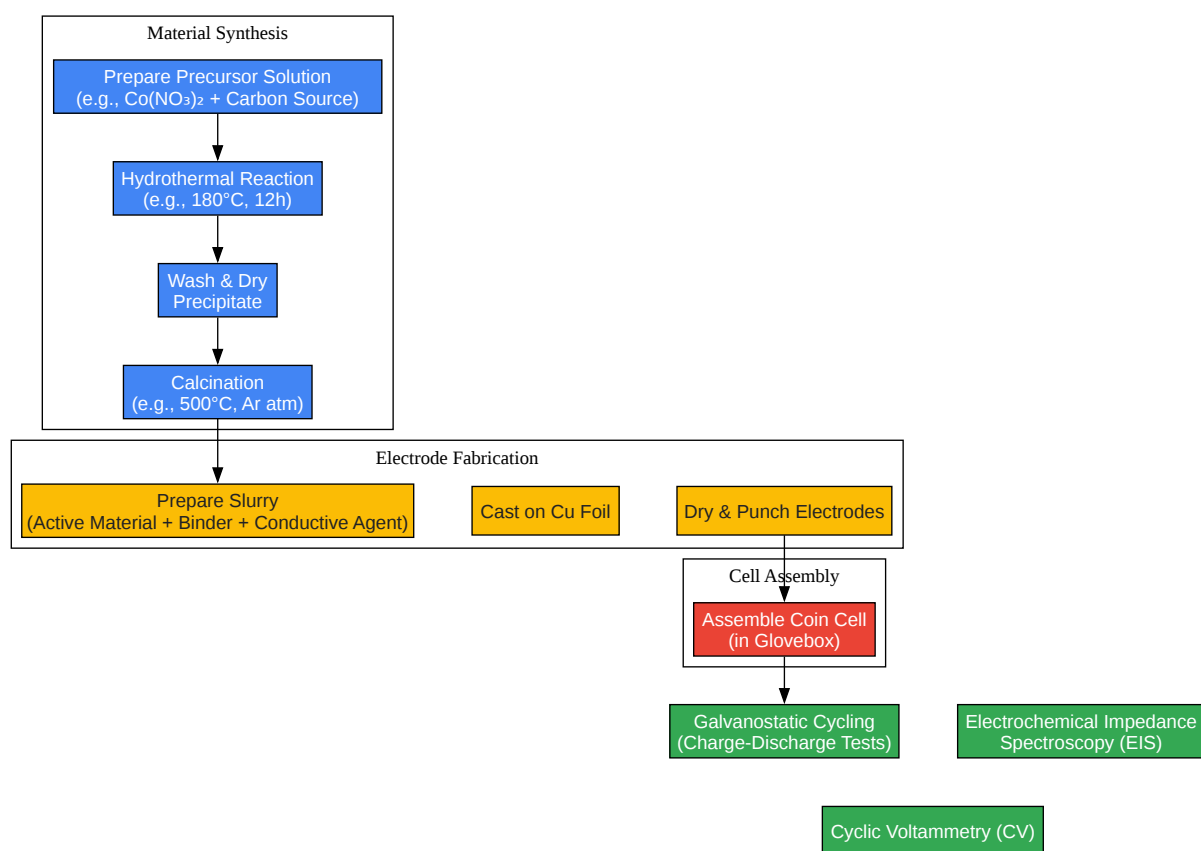 Material Synthesis
Prepare Precursor Solution
(e.g., Co(NO₃)₂ + Carbon Source)
Hydrothermal Reaction
(e.g., 180°C, 12h)
Wash & Dry
Precipitate
Calcination
(e.g., 500°C, Ar atm)
Electrode Fabrication
Prepare Slurry
(Active Material + Binder + Conductive Agent)
Cast on Cu Foil
Dry & Punch Electrodes
Cell Assembly
Assemble Coin Cell
(in Glovebox)
Galvanostatic Cycling
(Charge-Discharge Tests)
Electrochemical Impedance
Spectroscopy (EIS)
Cyclic Voltammetry (CV)